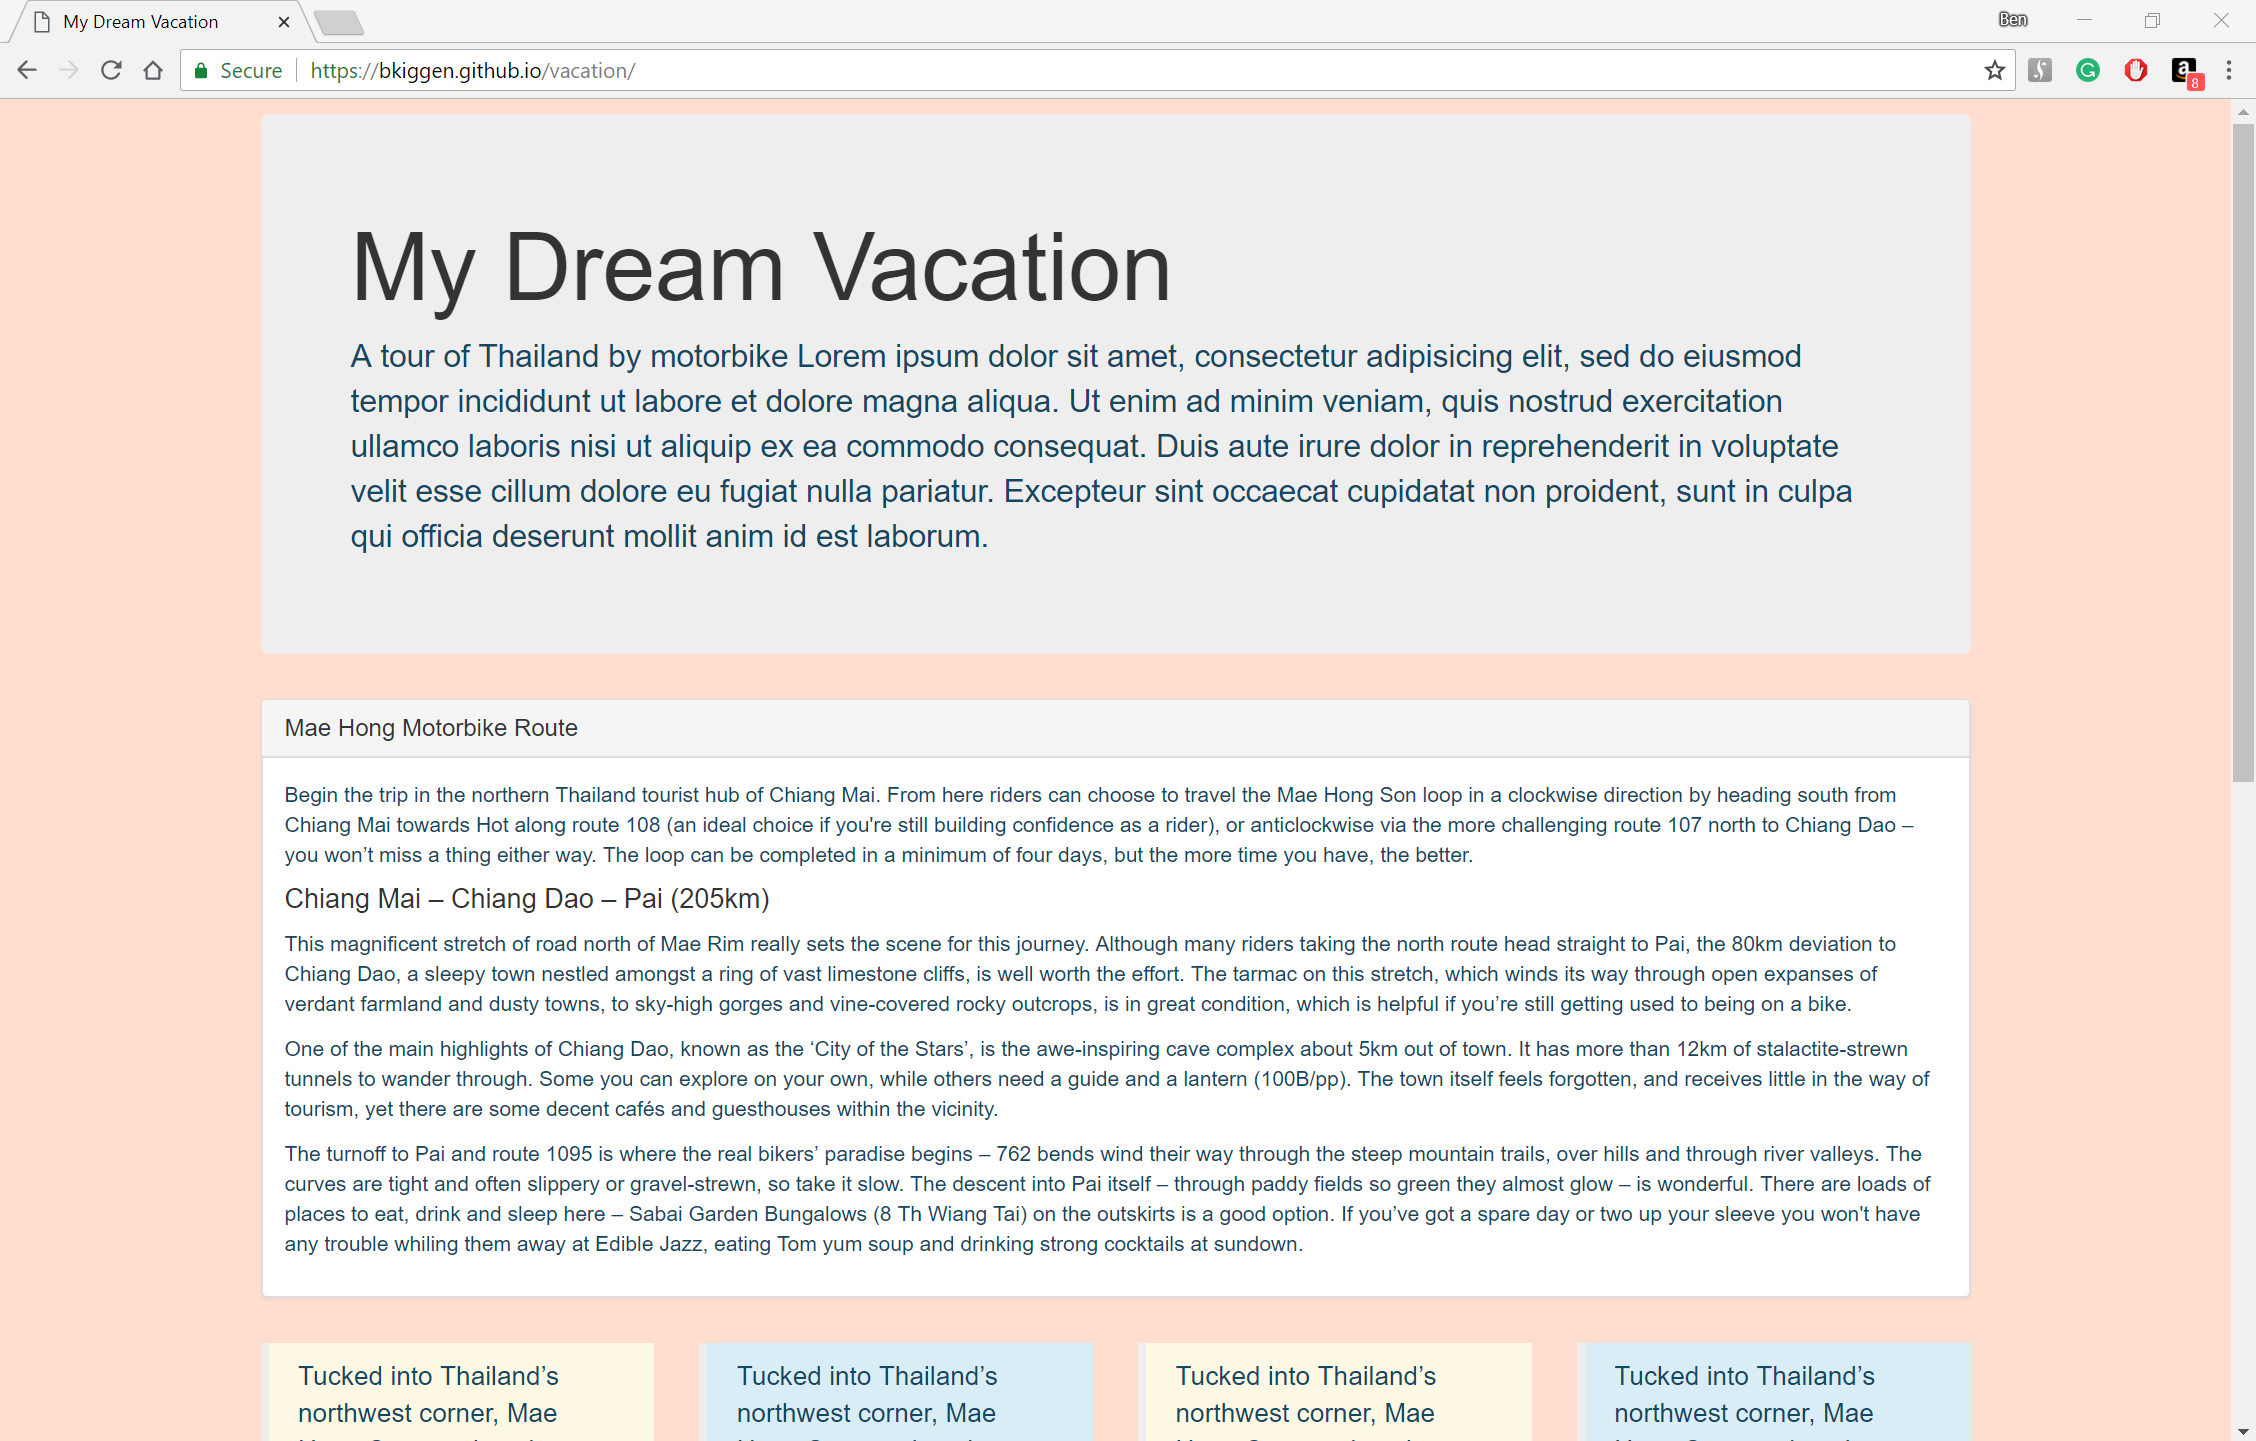 My Dream Vacation
Ben
Secure
https://bkiggen.github.io/vacation/
a
8
My Dream Vacation
A tour of Thailand by motorbike Lorem ipsum dolor sit amet, consectetur adipisicing elit, sed do eiusmod
tempor incididunt ut labore et dolore magna aliqua. Ut enim ad minim veniam, quis nostrud exercitation
ullamco laboris nisi ut aliquip ex ea commodo consequat. Duis aute irure dolor in reprehenderit in voluptate
velit esse cillum dolore eu fugiat nulla pariatur. Excepteur sint occaecat cupidatat non proident, sunt in culpa
qui officia deserunt mollit anim id est laborum.
Mae Hong Motorbike Route
Begin the trip in the northern Thailand tourist hub of Chiang Mai. From here riders can choose to travel the Mae Hong Son loop in a clockwise direction by heading south from
Chiang Mai towards Hot along route 108 (an ideal choice if you're still building confidence as a rider), or anticlockwise via the more challenging route 107 north to Chiang Dao –
you won’t miss a thing either way. The loop can be completed in a minimum of four days, but the more time you have, the better.
Chiang Mai – Chiang Dao – Pai (205km)
This magnificent stretch of road north of Mae Rim really sets the scene for this journey. Although many riders taking the north route head straight to Pai, the 80km deviation to
Chiang Dao, a sleepy town nestled amongst a ring of vast limestone cliffs, is well worth the effort. The tarmac on this stretch, which winds its way through open expanses of
verdant farmland and dusty towns, to sky-high gorges and vine-covered rocky outcrops, is in great condition, which is helpful if you’re still getting used to being on a bike.
One of the main highlights of Chiang Dao, known as the ‘City of the Stars’, is the awe-inspiring cave complex about 5km out of town. It has more than 12km of stalactite-strewn
tunnels to wander through. Some you can explore on your own, while others need a guide and a lantern (100B/pp). The town itself feels forgotten, and receives little in the way of
tourism, yet there are some decent cafés and guesthouses within the vicinity.
The turnoff to Pai and route 1095 is where the real bikers’ paradise begins – 762 bends wind their way through the steep mountain trails, over hills and through river valleys. The
curves are tight and often slippery or gravel-strewn, so take it slow. The descent into Pai itself – through paddy fields so green they almost glow – is wonderful. There are loads of
places to eat, drink and sleep here – Sabai Garden Bungalows (8 Th Wiang Tai) on the outskirts is a good option. If you’ve got a spare day or two up your sleeve you won't have
any trouble whiling them away at Edible Jazz, eating Tom yum soup and drinking strong cocktails at sundown.
Tucked into Thailand’s
northwest corner, Mae
Tucked into Thailand’s
northwest corner, Mae
Tucked into Thailand’s
northwest corner, Mae
Tucked into Thailand’s
northwest corner, Mae